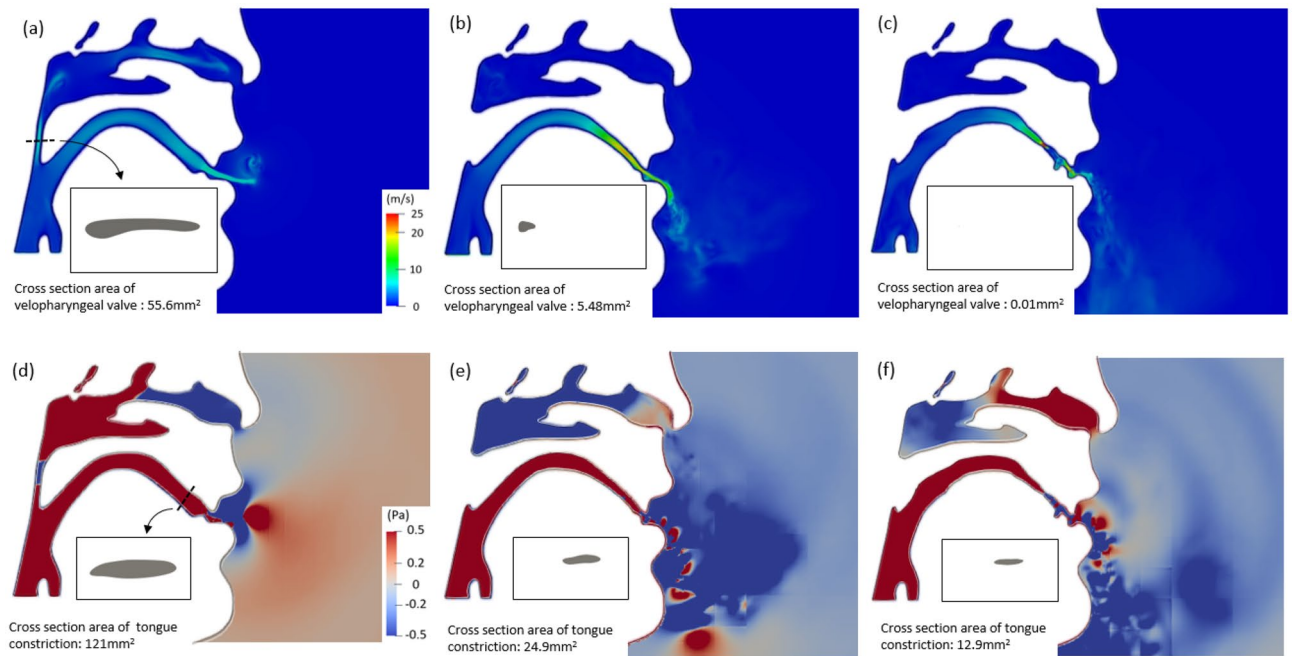 (a)
(b)
(c)
(m/s)
25
20
10
0
Cross section area of
velopharyngeal valve : 55.6mm²
Cross section area of
velopharyngeal valve : 5.48mm²
Cross section area of
velopharyngeal valve : 0.01mm²
(d)
(e)
(f)
(Pa)
0.5
0.2
0
-0.2
-0.5
Cross section area of tongue
constriction: 121mm²
Cross section area of tongue
constriction: 24.9mm²
Cross section area of tongue
constriction: 12.9mm²